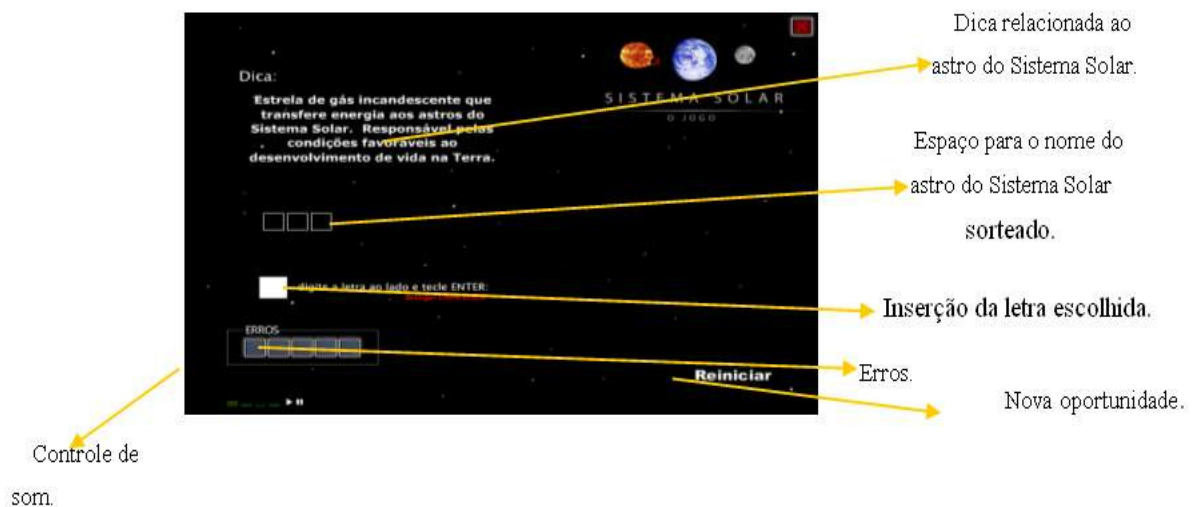 Dica:
Estrela de gás incandescente que
transfere energia aos astros do
Sistema Solar. Responsável pelas
condições favoráveis ao
desenvolvimento de vida na Terra.
SISTEMA SOLAR
O JOGO
digite a letra ao lado e tecle ENTER:
ERROS
Reiniciar
Dica relacionada ao
astro do Sistema Solar.
Espaço para o nome do
astro do Sistema Solar
sorteado.
Inserção da letra escolhida.
Erros.
Nova oportunidade.
Controle de
som.